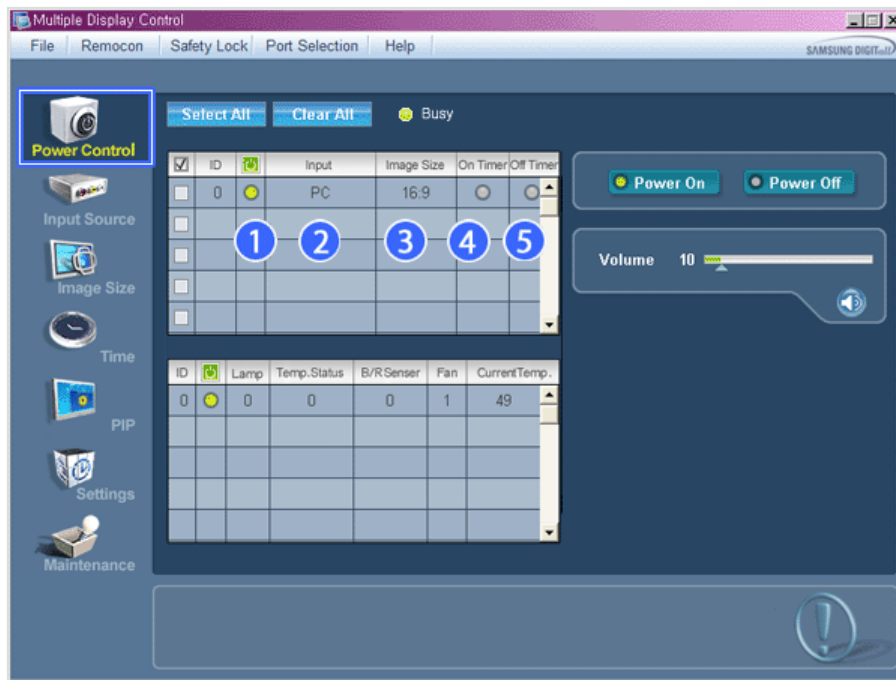 Multiple Display Control
File Remocon Safety Lock Port Selection Help
SAMSUNG DIGITall
Power Control
Input Source
Image Size
Time
PIP
Settings
Maintenance
Select All Clear All Busy
ID Input Image Size On Timer Off Timer
0 PC 16:9
1 2 3 4 5
ID Lamp Temp.Status B/R Senser Fan CurrentTemp.
0 0 0 0 1 49
Power On Power Off
Volume 10